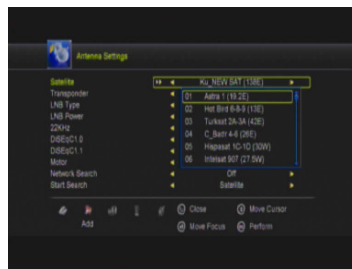 Antenna Settings
Satellite Ku_NEW SAT (138E)
Transponder 01 Astra 1 (19.2E)
LNB Type 02 Hot Bird 6-8-9 (13E)
LNB Power 03 Turksat 2A-3A (42E)
22KHz 04 C_Badr 4-6 (26E)
DiSEqC1.0 05 Hispasat 1C-1D (30W)
DiSEqC1.1 06 Intelsat 907 (27.5W)
Motor
Network Search Off
Start Search Satellite
Close Move Cursor
Add Move Focus Perform